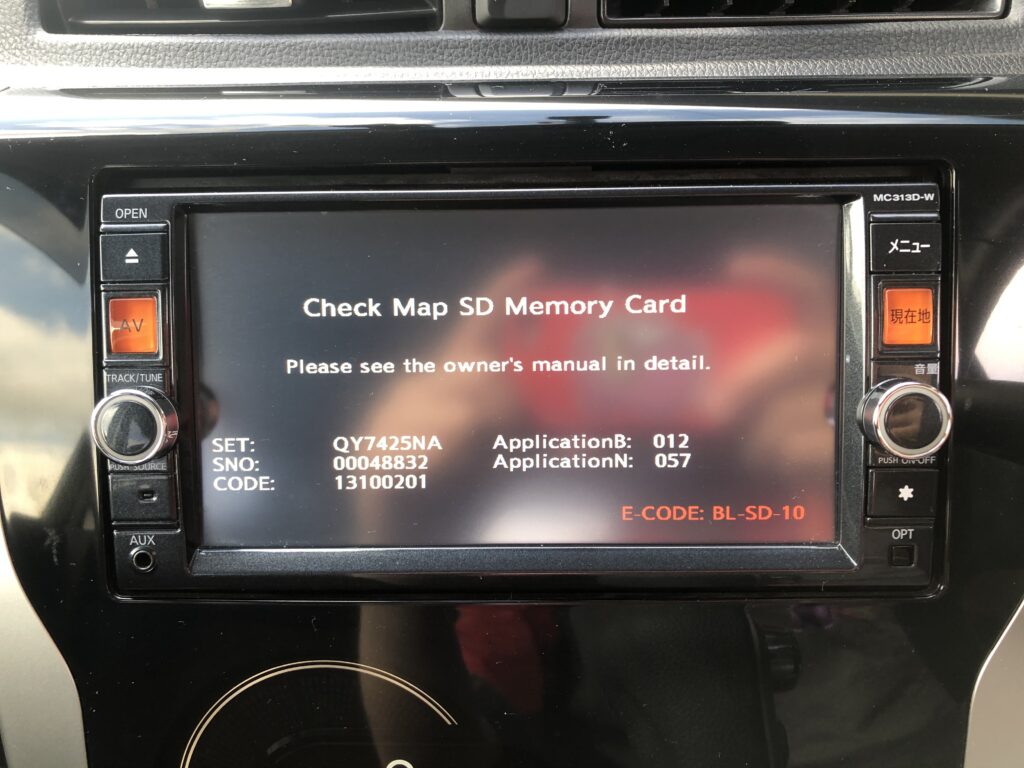 OPEN
MC313D-W
メニュー
AV
現在地
TRACK/TUNE
音量
PUSH SOURCE
PUSH ON-OFF
AUX
OPT
Check Map SD Memory Card
Please see the owner's manual in detail.
SET: QY7425NA ApplicationB: 012
SNO: 00048832 ApplicationN: 057
CODE: 13100201
E-CODE: BL-SD-10